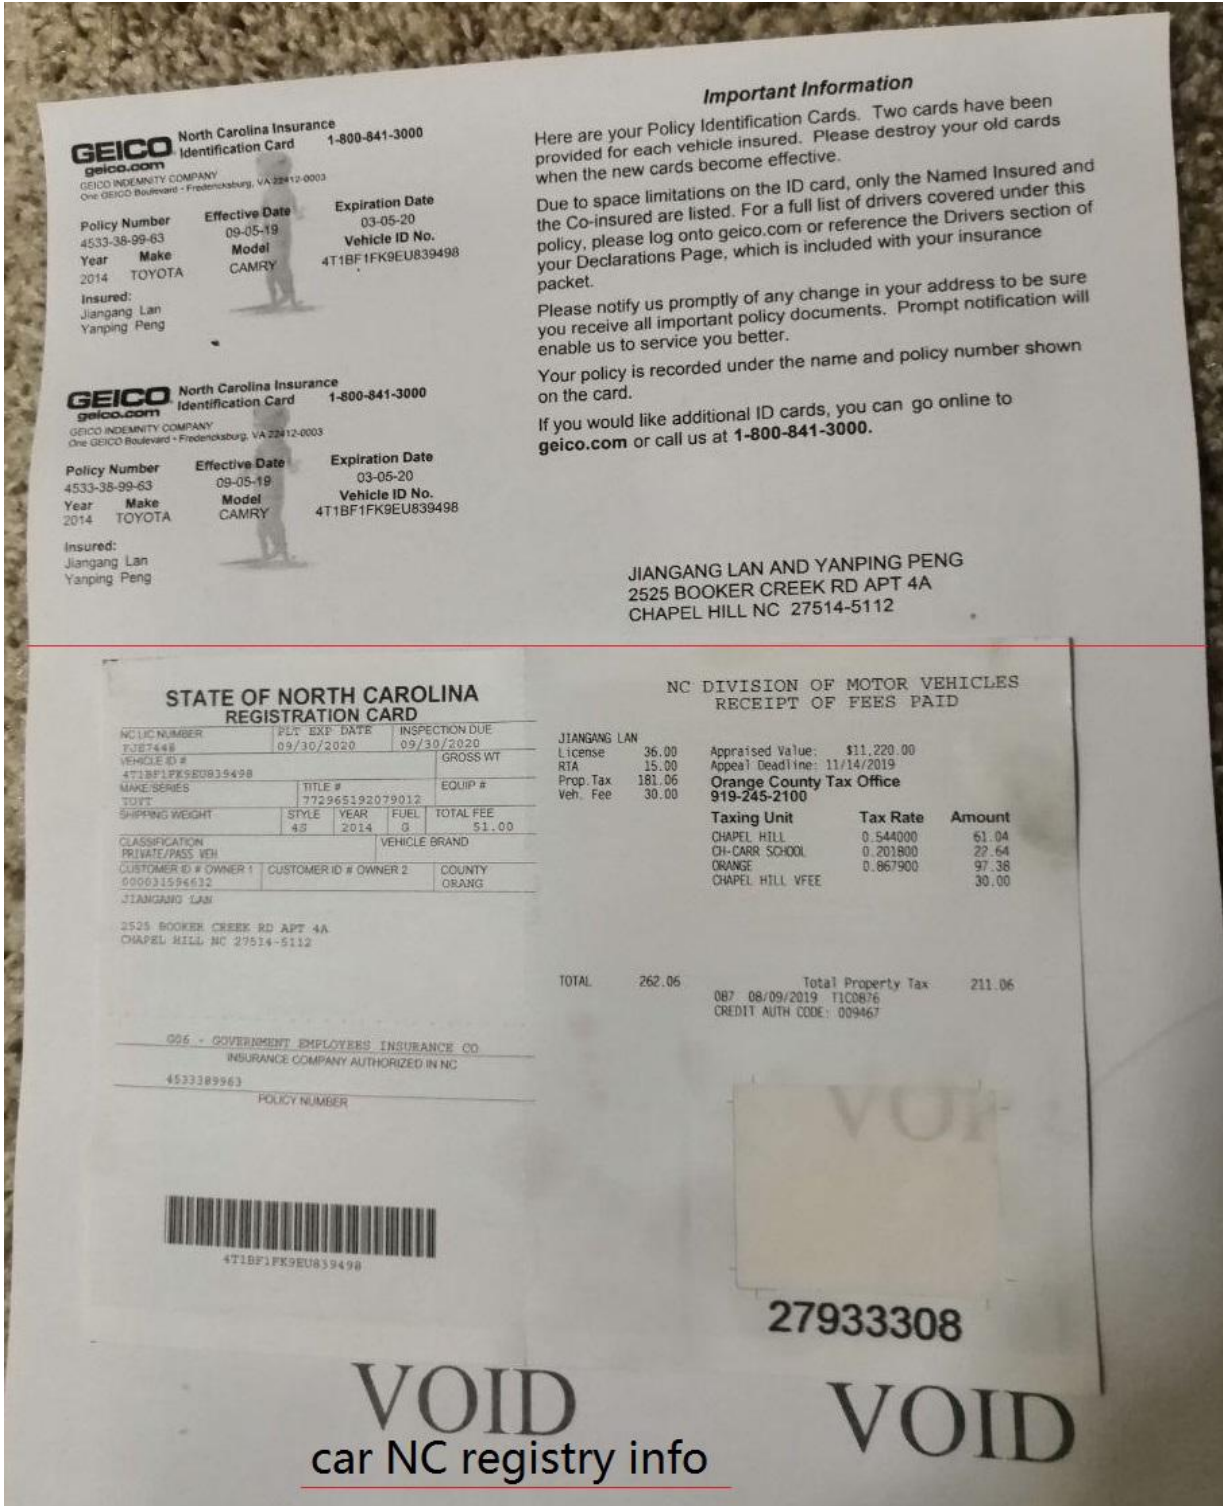 GEICO North Carolina Insurance
geico.com Identification Card 1-800-841-3000
GEICO INDEMNITY COMPANY
One GEICO Boulevard - Fredericksburg, VA 22412-0003
Policy Number Effective Date Expiration Date
4533-38-99-63 09-05-19 03-05-20
Year Make Model Vehicle ID No.
2014 TOYOTA CAMRY 4T1BF1FK9EU839498
Insured:
Jiangang Lan
Yanping Peng
GEICO North Carolina Insurance
geico.com Identification Card 1-800-841-3000
GEICO INDEMNITY COMPANY
One GEICO Boulevard - Fredericksburg, VA 22412-0003
Policy Number Effective Date Expiration Date
4533-38-99-63 09-05-19 03-05-20
Year Make Model Vehicle ID No.
2014 TOYOTA CAMRY 4T1BF1FK9EU839498
Insured:
Jiangang Lan
Yanping Peng
Important Information
Here are your Policy Identification Cards. Two cards have been
provided for each vehicle insured. Please destroy your old cards
when the new cards become effective.
Due to space limitations on the ID card, only the Named Insured and
the Co-insured are listed. For a full list of drivers covered under this
policy, please log onto geico.com or reference the Drivers section of
your Declarations Page, which is included with your insurance
packet.
Please notify us promptly of any change in your address to be sure
you receive all important policy documents. Prompt notification will
enable us to service you better.
Your policy is recorded under the name and policy number shown
on the card.
If you would like additional ID cards, you can go online to
geico.com or call us at 1-800-841-3000.
JIANGANG LAN AND YANPING PENG
2525 BOOKER CREEK RD APT 4A
CHAPEL HILL NC 27514-5112
STATE OF NORTH CAROLINA
REGISTRATION CARD
NC LIC NUMBER PLT EXP DATE INSPECTION DUE
09/30/2020 09/30/2020
VEHICLE ID # GROSS WT
4T1BF1FK9EU839498
MAKE/SERIES TITLE # EQUIP #
TOYT 772965192079012
SHIPPING WEIGHT STYLE YEAR FUEL TOTAL FEE
4S 2014 G 51.00
CLASSIFICATION VEHICLE BRAND
PRIVATE/PASS VEH
CUSTOMER ID # OWNER 1 CUSTOMER ID # OWNER 2 COUNTY
000031594632 ORANG
JIANGANG LAN
2525 BOOKER CREEK RD APT 4A
CHAPEL HILL NC 27514-5112
G06 - GOVERNMENT EMPLOYEES INSURANCE CO
INSURANCE COMPANY AUTHORIZED IN NC
4533389963
POLICY NUMBER
4T1BF1FK9EU839498
NC DIVISION OF MOTOR VEHICLES
RECEIPT OF FEES PAID
JIANGANG LAN
License 36.00
RTA 15.00
Prop.Tax 181.06
Veh. Fee 30.00
Appraised Value: $11,220.00
Appeal Deadline: 11/14/2019
Orange County Tax Office
919-245-2100
Taxing Unit Tax Rate Amount
CHAPEL HILL 0.544000 61.04
CH-CARR SCHOOL 0.201800 22.64
ORANGE 0.867900 97.38
CHAPEL HILL VFEE 30.00
TOTAL 262.06 Total Property Tax 211.06
087 08/09/2019 T1C0876
CREDIT AUTH CODE: 009467
VOI
27933308
VOID VOID
car NC registry info